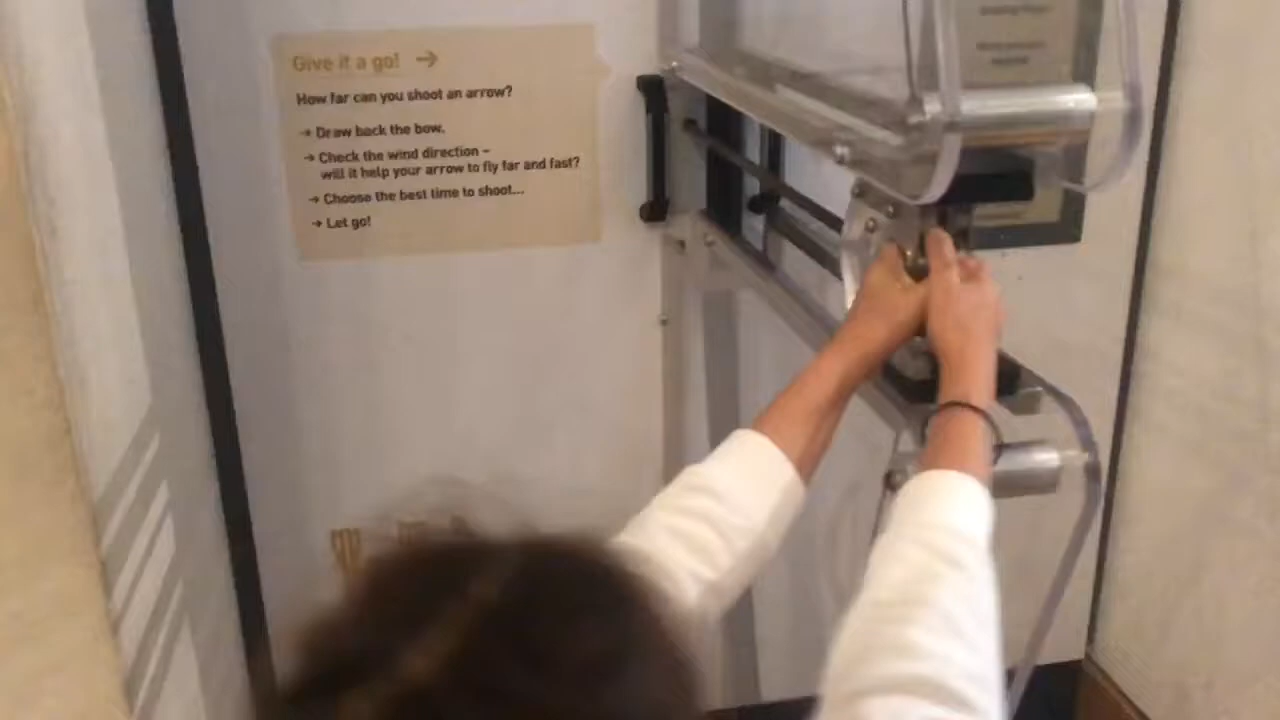 Give it a go! →
How far can you shoot an arrow?
→ Draw back the bow.
→ Check the wind direction –
will it help your arrow to fly far and fast?
→ Choose the best time to shoot...
→ Let go!